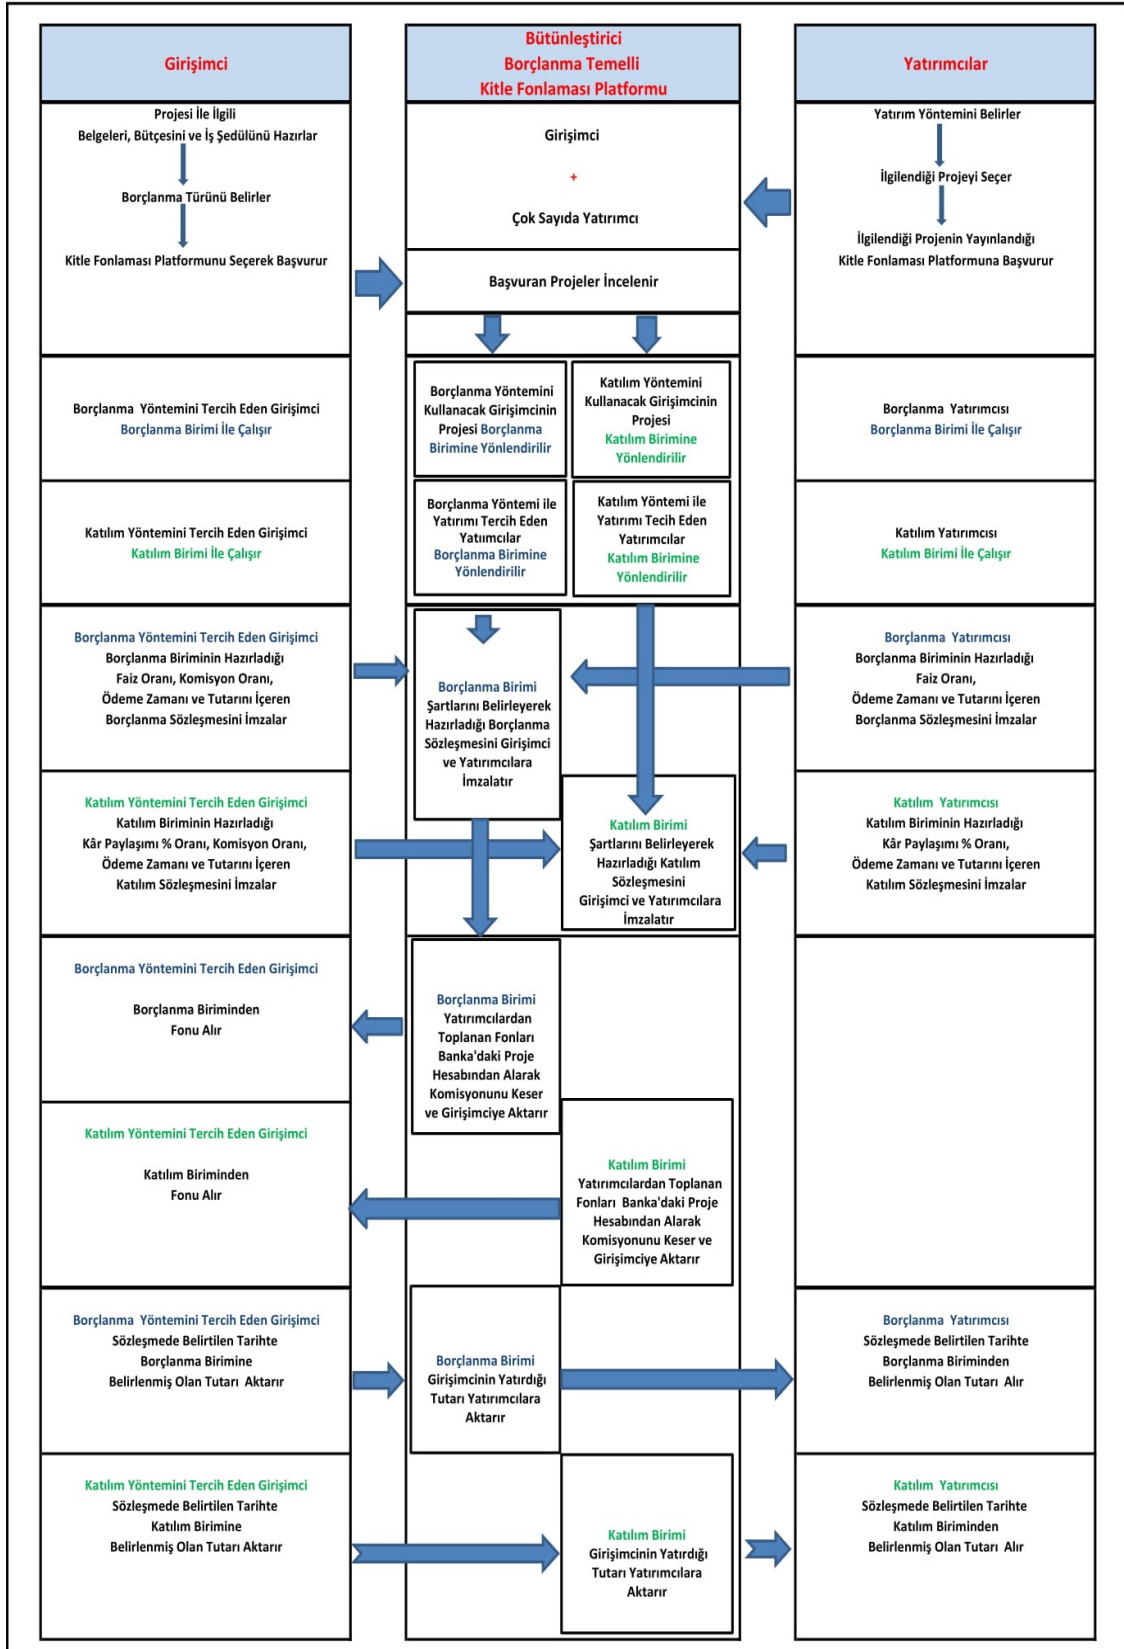 Girişimci
Bütünleştirici
Borçlanma Temelli
Kitle Fonlaması Platformu
Yatırımcılar
Projesi İle İlgili
Belgeleri, Bütçesini ve İş Şedülünü Hazırlar
Borçlanma Türünü Belirler
Kitle Fonlaması Platformunu Seçerek Başvurur
Girişimci
+
Çok Sayıda Yatırımcı
Başvuran Projeler İncelenir
Yatırım Yöntemini Belirler
İlgilendiği Projeyi Seçer
İlgilendiği Projenin Yayınlandığı
Kitle Fonlaması Platformuna Başvurur
Borçlanma Yöntemini Tercih Eden Girişimci
Borçlanma Birimi İle Çalışır
Borçlanma Yöntemini
Kullanacak Girişimcinin
Projesi Borçlanma
Birimine Yönlendirilir
Katılım Yöntemini
Kullanacak Girişimcinin
Projesi
Katılım Birimine
Yönlendirilir
Borçlanma Yatırımcısı
Borçlanma Birimi İle Çalışır
Katılım Yöntemini Tercih Eden Girişimci
Katılım Birimi İle Çalışır
Borçlanma Yöntemi ile
Yatırımı Tercih Eden
Yatıımcılar
Borçlanma Birimine
Yönlendirilir
Katılım Yöntemi ile
Yatırımı Tecih Eden
Yatırımcılar
Katılım Birimine
Yönlendirilir
Katılım Yatırımcısı
Katılım Birimi İle Çalışır
Borçlanma Yöntemini Tercih Eden Girişimci
Borçlanma Biriminin Hazırladığı
Faiz Oranı, Komisyon Oranı,
Ödeme Zamanı ve Tutarını İçeren
Borçlanma Sözleşmesini İmzalar
Borçlanma Birimi
Şartlarını Belirleyerek
Hazırladığı Borçlanma
Sözleşmesini Girişimci
ve Yatırımcılara
İmzalatır
Borçlanma Yatırımcısı
Borçlanma Biriminin Hazırladığı
Faiz Oranı,
Ödeme Zamanı ve Tutarını İçeren
Borçlanma Sözleşmesini İmzalar
Katılım Yöntemini Tercih Eden Girişimci
Katılım Biriminin Hazırladığı
Kâr Paylaşımı % Oranı, Komisyon Oranı,
Ödeme Zamanı ve Tutarını İçeren
Katılım Sözleşmesini İmzalar
Katılım Birimi
Şartlarını Belirleyerek
Hazırladığı Katılım
Sözleşmesini
Girişimci ve Yatırımcılara
İmzalatır
Katılım Yatırımcısı
Katılım Biriminin Hazırladığı
Kâr Paylaşımı % Oranı,
Ödeme Zamanı ve Tutarını İçeren
Katılım Sözleşmesini İmzalar
Borçlanma Yöntemini Tercih Eden Girişimci
Borçlanma Biriminden
Fonu Alır
Borçlanma Birimi
Yatırımcılardan
Toplanan Fonları
Banka'daki Proje
Hesabından Alarak
Komisyonunu Keser
ve Girişimciye Aktarır
Katılım Yöntemini Tercih Eden Girişimci
Katılım Biriminden
Fonu Alır
Katılım Birimi
Yatırımcılardan Toplanan
Fonları Banka'daki Proje
Hesabından Alarak
Komisyonunu Keser ve
Girişimciye Aktarır
Borçlanma Yöntemini Tercih Eden Girişimci
Sözleşmede Belirtilen Tarihte
Borçlanma Birimine
Belirlenmiş Olan Tutarı Aktarır
Borçlanma Birimi
Girişimcinin Yatırdığı
Tutarı Yatırımcılara
Aktarır
Borçlanma Yatırımcısı
Sözleşmede Belirtilen Tarihte
Borçlanma Biriminden
Belirlenmiş Olan Tutarı Alır
Katılım Yöntemini Tercih Eden Girişimci
Sözleşmede Belirtilen Tarihte
Katılım Birimine
Belirlenmiş Olan Tutarı Aktarır
Katılım Birimi
Girişimcinin Yatırdığı
Tutarı Yatırımcılara
Aktarır
Katılım Yatırımcısı
Sözleşmede Belirtilen Tarihte
Katılım Biriminden
Belirlenmiş Olan Tutarı Alır